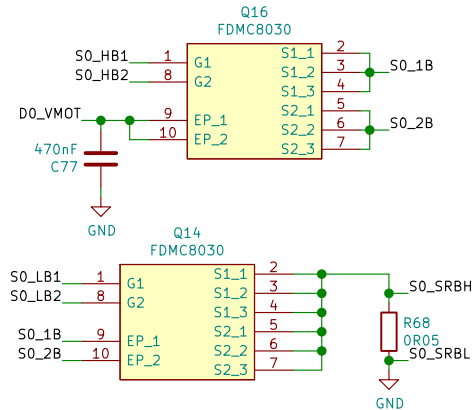 Q16
FDMC8030
S0_HB1 1 G1 S1_1 2
S0_HB2 8 G2 S1_2 3 S0_1B
S1_3 4
D0_VMOT 9 EP_1 S2_1 5
10 EP_2 S2_2 6 S0_2B
S2_3 7
470nF
C77
GND
Q14
FDMC8030
S0_LB1 1 G1 S1_1 2
S0_LB2 8 G2 S1_2 3 S0_SRBH
S1_3 4
S0_1B 9 EP_1 S2_1 5 R68
S0_2B 10 EP_2 S2_2 6 0R05
S2_3 7 S0_SRBL
GND